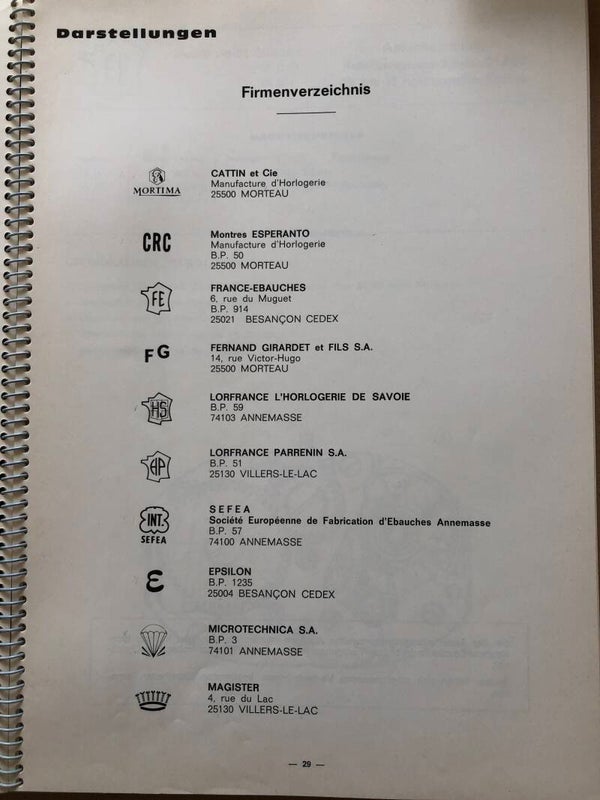 Darstellungen
Firmenverzeichnis
MORTIMA
CATTIN et Cie
Manufacture d'Horlogerie
25500 MORTEAU
CRC
Montres ESPERANTO
Manufacture d'Horlogerie
B.P. 50
25500 MORTEAU
FE
FRANCE-EBAUCHES
6, rue du Muguet
B.P. 914
25021 BESANÇON CEDEX
FG
FERNAND GIRARDET et FILS S.A.
14, rue Victor-Hugo
25500 MORTEAU
HS
LORFRANCE L'HORLOGERIE DE SAVOIE
B.P. 59
74103 ANNEMASSE
BP
LORFRANCE PARRENIN S.A.
B.P. 51
25130 VILLERS-LE-LAC
INT.
SEFEA
SEFEA
Société Européenne de Fabrication d'Ebauches Annemasse
B.P. 57
74100 ANNEMASSE
ε
EPSILON
B.P. 1235
25004 BESANÇON CEDEX
MICROTECHNICA S.A.
B.P. 3
74101 ANNEMASSE
MAGISTER
4, rue du Lac
25130 VILLERS-LE-LAC
— 29 —